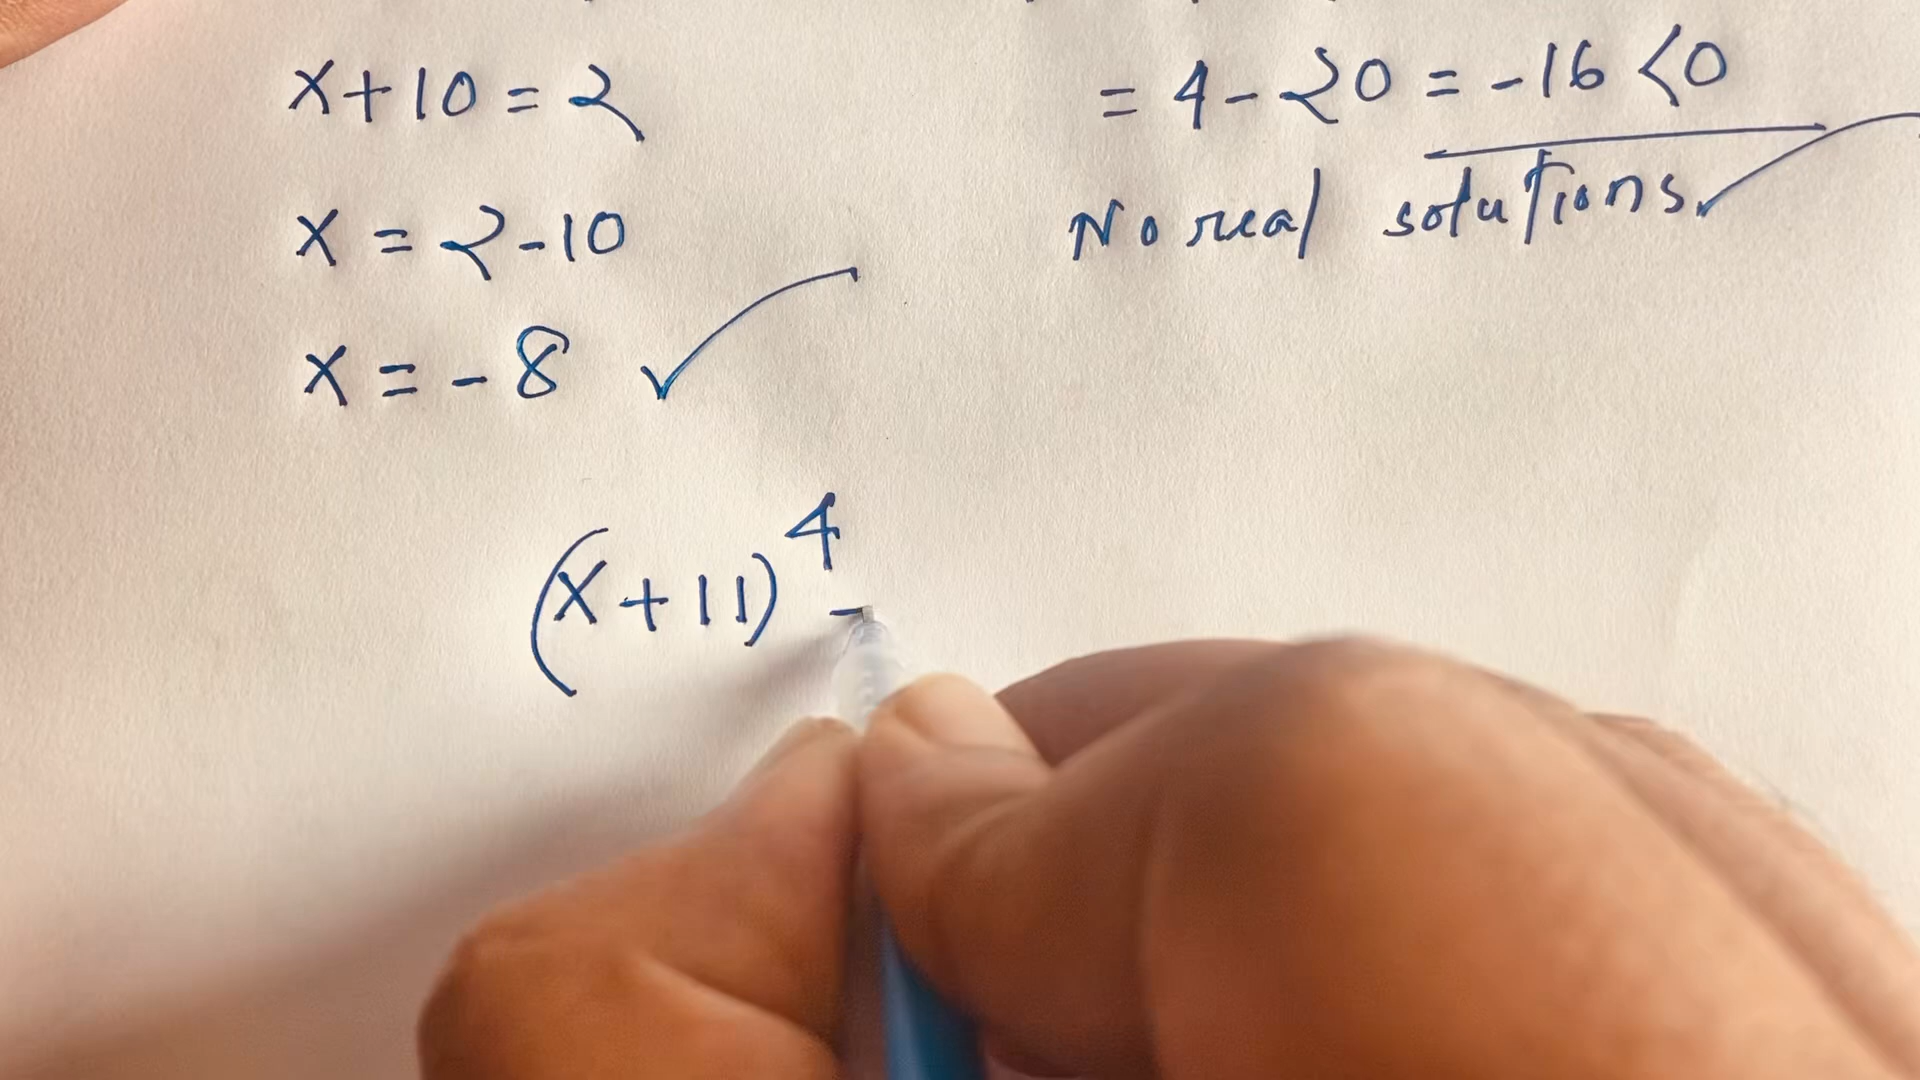 x+10=2
x=2-10
x=-8 ✓
=4-20=-16<0
No real solutions ✓
(x+11)⁴-